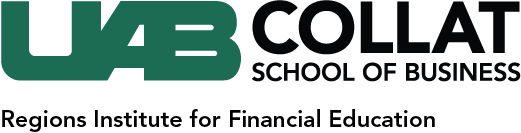 UAB COLLAT
SCHOOL OF BUSINESS
Regions Institute for Financial Education